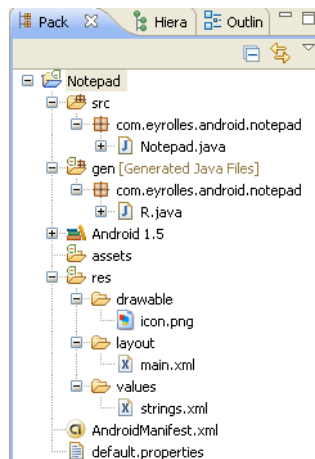 Pack Hiera Outlin
Notepad
src
com.eyrolles.android.notepad
Notepad.java
gen [Generated Java Files]
com.eyrolles.android.notepad
R.java
Android 1.5
assets
res
drawable
icon.png
layout
main.xml
values
strings.xml
AndroidManifest.xml
default.properties